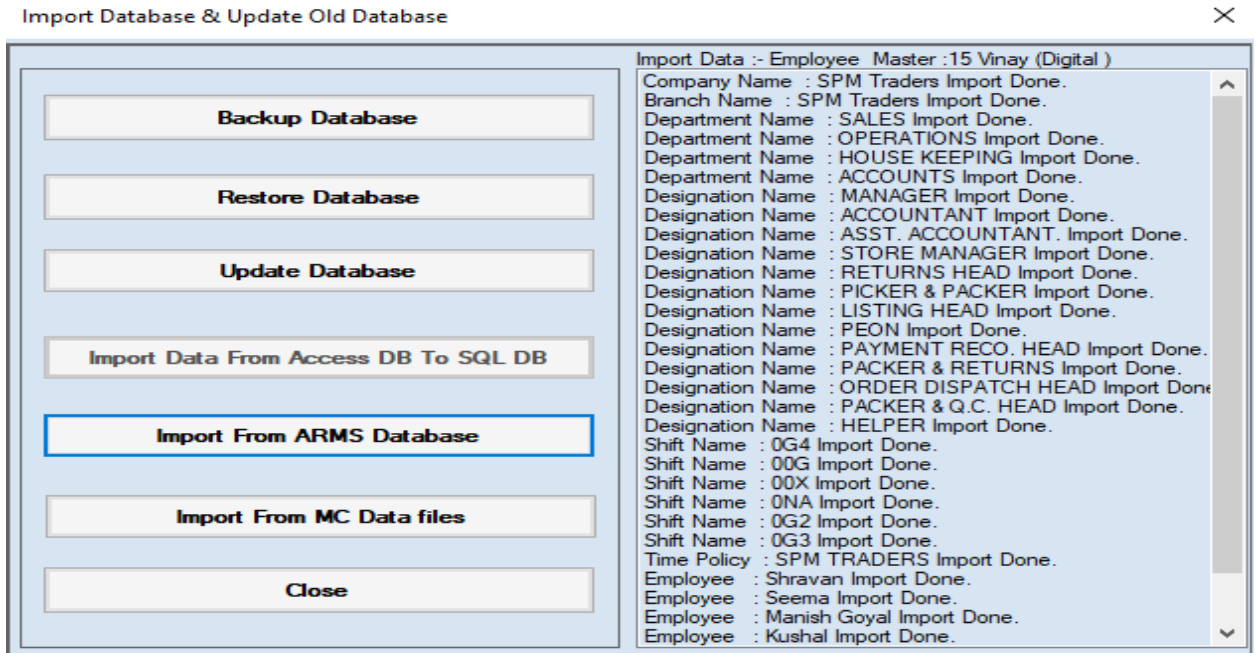 Import Database & Update Old Database
Backup Database
Restore Database
Update Database
Import Data From Access DB To SQL DB
Import From ARMS Database
Import From MC Data files
Close
Import Data :- Employee Master :15 Vinay (Digital )
Company Name : SPM Traders Import Done.
Branch Name : SPM Traders Import Done.
Department Name : SALES Import Done.
Department Name : OPERATIONS Import Done.
Department Name : HOUSE KEEPING Import Done.
Department Name : ACCOUNTS Import Done.
Designation Name : MANAGER Import Done.
Designation Name : ACCOUNTANT Import Done.
Designation Name : ASST. ACCOUNTANT. Import Done.
Designation Name : STORE MANAGER Import Done.
Designation Name : RETURNS HEAD Import Done.
Designation Name : PICKER & PACKER Import Done.
Designation Name : LISTING HEAD Import Done.
Designation Name : PEON Import Done.
Designation Name : PAYMENT RECO. HEAD Import Done.
Designation Name : PACKER & RETURNS Import Done.
Designation Name : ORDER DISPATCH HEAD Import Done
Designation Name : PACKER & Q.C. HEAD Import Done.
Designation Name : HELPER Import Done.
Shift Name : 0G4 Import Done.
Shift Name : 00G Import Done.
Shift Name : 00X Import Done.
Shift Name : 0NA Import Done.
Shift Name : 0G2 Import Done.
Shift Name : 0G3 Import Done.
Time Policy : SPM TRADERS Import Done.
Employee : Shravan Import Done.
Employee : Seema Import Done.
Employee : Manish Goyal Import Done.
Employee : Kushal Import Done.